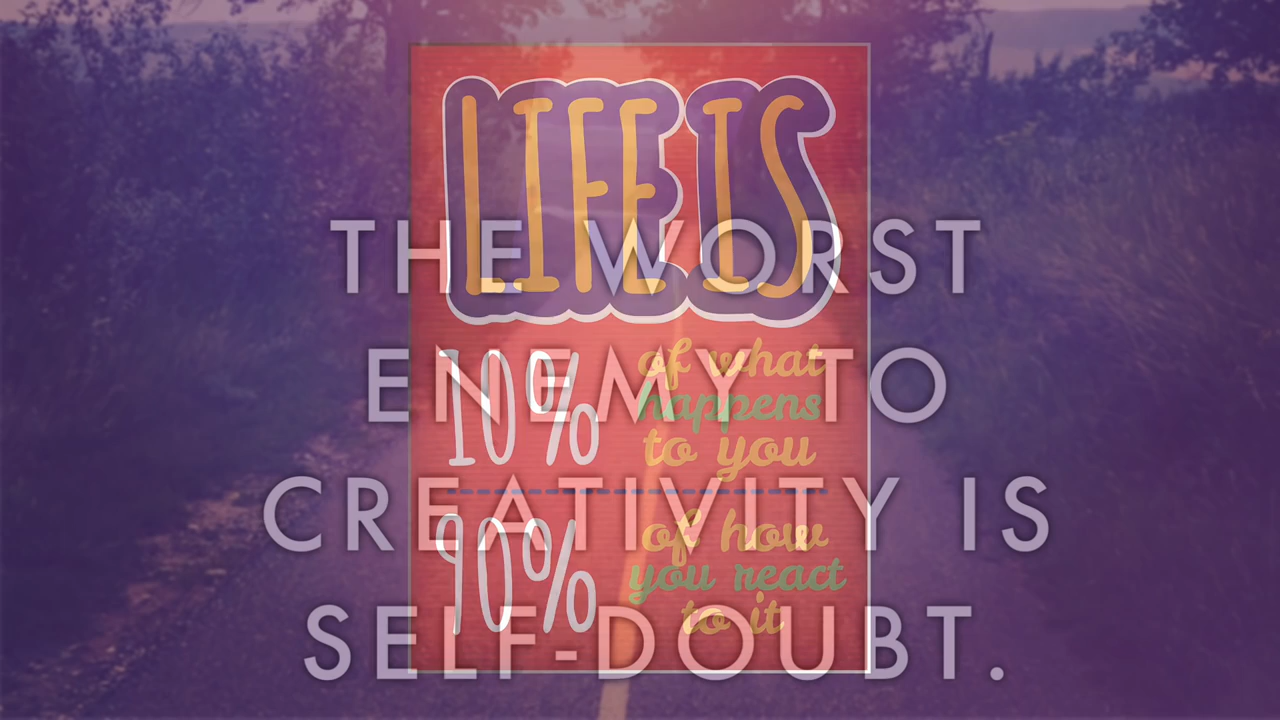 LIFE IS
10% of what
happens
to you
90% of how
you react
to it
THE WORST
ENEMY TO
CREATIVITY IS
SELF-DOUBT.